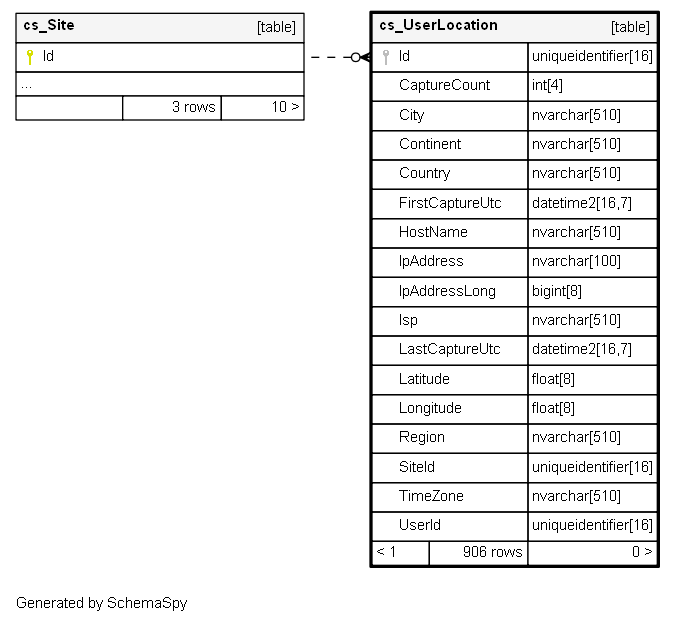 cs_Site [table]
Id
...
3 rows 10 >
cs_UserLocation [table]
Id uniqueidentifier[16]
CaptureCount int[4]
City nvarchar[510]
Continent nvarchar[510]
Country nvarchar[510]
FirstCaptureUtc datetime2[16,7]
HostName nvarchar[510]
IpAddress nvarchar[100]
IpAddressLong bigint[8]
Isp nvarchar[510]
LastCaptureUtc datetime2[16,7]
Latitude float[8]
Longitude float[8]
Region nvarchar[510]
SiteId uniqueidentifier[16]
TimeZone nvarchar[510]
UserId uniqueidentifier[16]
< 1 906 rows 0 >
Generated by SchemaSpy